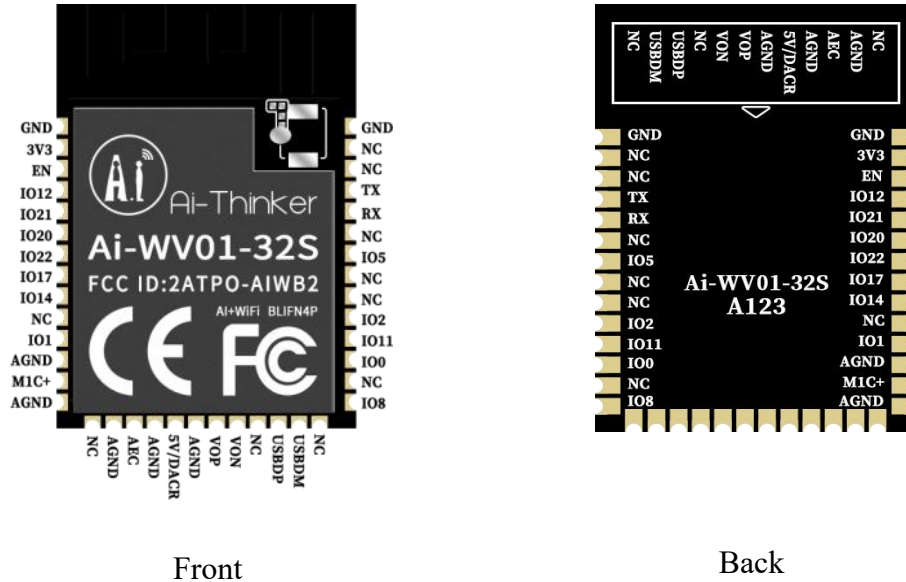 GND
3V3
EN
IO12
IO21
IO20
IO22
IO17
IO14
NC
IO1
AGND
M1C+
AGND
Ai
Ai-Thinker
Ai-WV01-32S
FCC ID:2ATPO-AIWB2
AI+WiFi BLIFN4P
CE FC
GND
NC
NC
TX
RX
NC
IO5
NC
NC
IO2
IO11
IO0
NC
IO8
NC
AGND
AEC
AGND
5V/DACR
AGND
VOP
VON
NC
USBDP
USBDM
NC
Front
NC
USBDM
USBDP
NC
VON
VOP
AGND
5V/DACR
AGND
AEC
AGND
NC
GND
NC
NC
TX
RX
NC
IO5
NC
NC
IO2
IO11
IO0
NC
IO8
Ai-WV01-32S
A123
GND
3V3
EN
IO12
IO21
IO20
IO22
IO17
IO14
NC
IO1
AGND
M1C+
AGND
Back